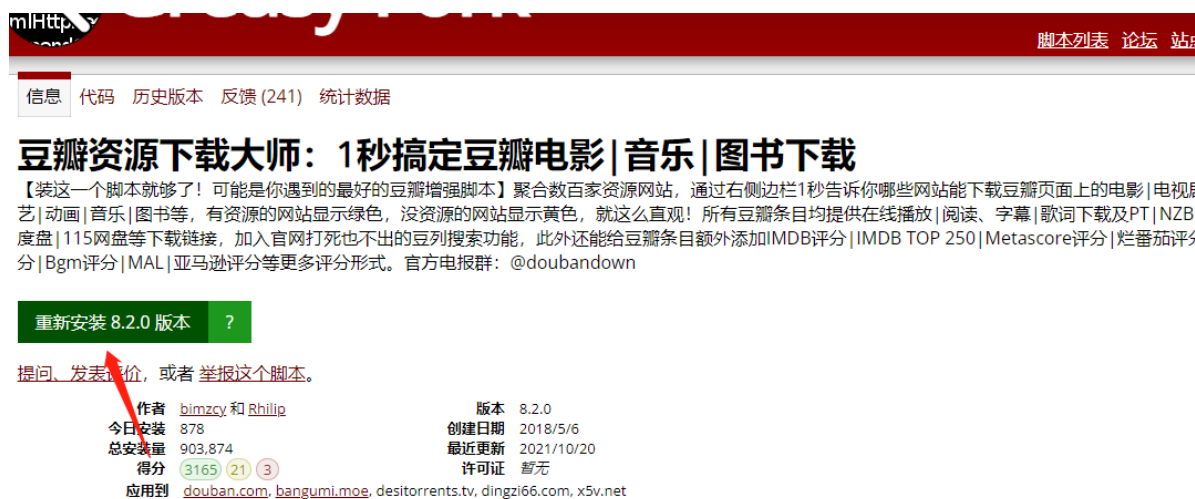 脚本列表 论坛
信息 代码 历史版本 反馈 (241) 统计数据
豆瓣资源下载大师：1秒搞定豆瓣电影|音乐|图书下载
【装这一个脚本就够了！可能是你遇到的最好的豆瓣增强脚本】聚合数百家资源网站，通过右侧边栏1秒告诉你哪些网站能下载豆瓣页面上的电影|电视剧
艺|动画|音乐|图书等，有资源的网站显示绿色，没资源的网站显示黄色，就这么直观！所有豆瓣条目均提供在线播放|阅读、字幕|歌词下载及PT|NZB
度盘|115网盘等下载链接，加入官网打死也不出的豆列搜索功能，此外还能给豆瓣条目额外添加IMDB评分|IMDB TOP 250|Metascore评分|烂番茄评分
分|Bgm评分|MAL|亚马逊评分等更多评分形式。官方电报群：@doubandown
重新安装 8.2.0 版本 ?
提问、发表评价，或者 举报这个脚本。
作者 bimzcy 和 Rhilip 版本 8.2.0
今日安装 878 创建日期 2018/5/6
总安装量 903,874 最近更新 2021/10/20
得分 3165 21 3 许可证 暂无
应用到 douban.com, bangumi.moe, desitorrents.tv, dingzi66.com, x5v.net